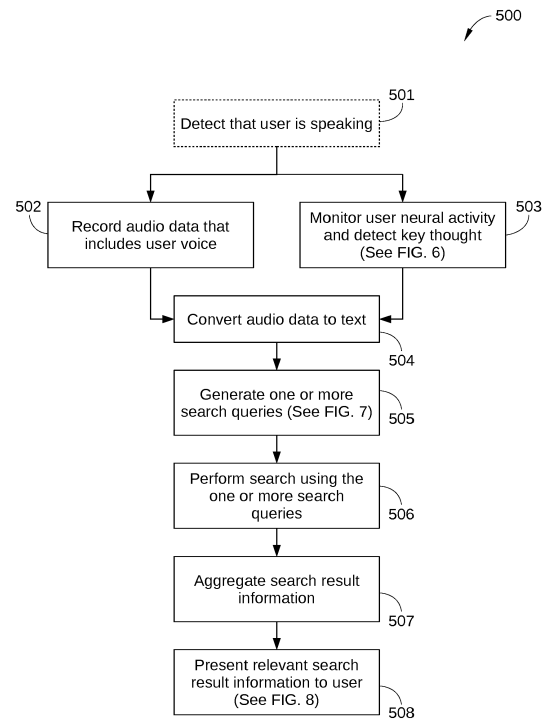 500
501
Detect that user is speaking
502
Record audio data that
includes user voice
503
Monitor user neural activity
and detect key thought
(See FIG. 6)
Convert audio data to text
504
Generate one or more
search queries (See FIG. 7)
505
Perform search using the
one or more search
queries
506
Aggregate search result
information
507
Present relevant search
result information to user
(See FIG. 8)
508